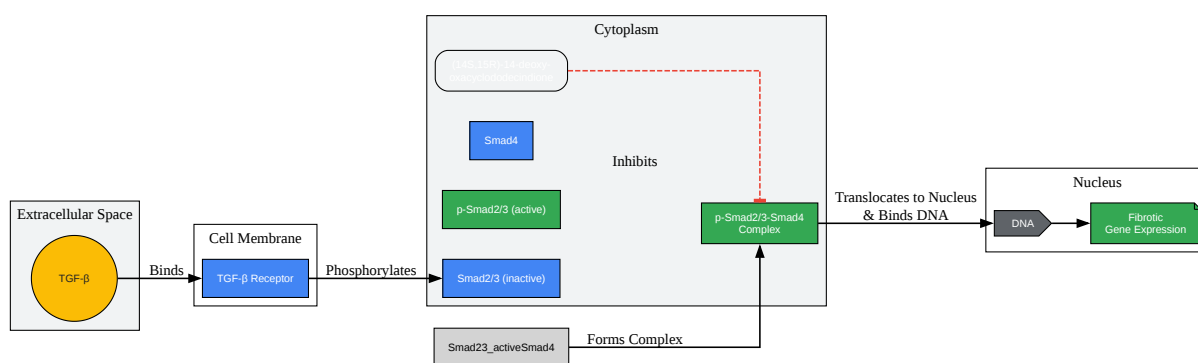 Cytoplasm
Smad4
Inhibits
p-Smad2/3 (active)
p-Smad2/3-Smad4
Complex
Translocates to Nucleus
& Binds DNA
Nucleus
DNA
Fibrotic
Gene Expression
Extracellular Space
TGF-β
Binds
Cell Membrane
TGF-β Receptor
Phosphorylates
Smad2/3 (inactive)
Smad23_activeSmad4
Forms Complex